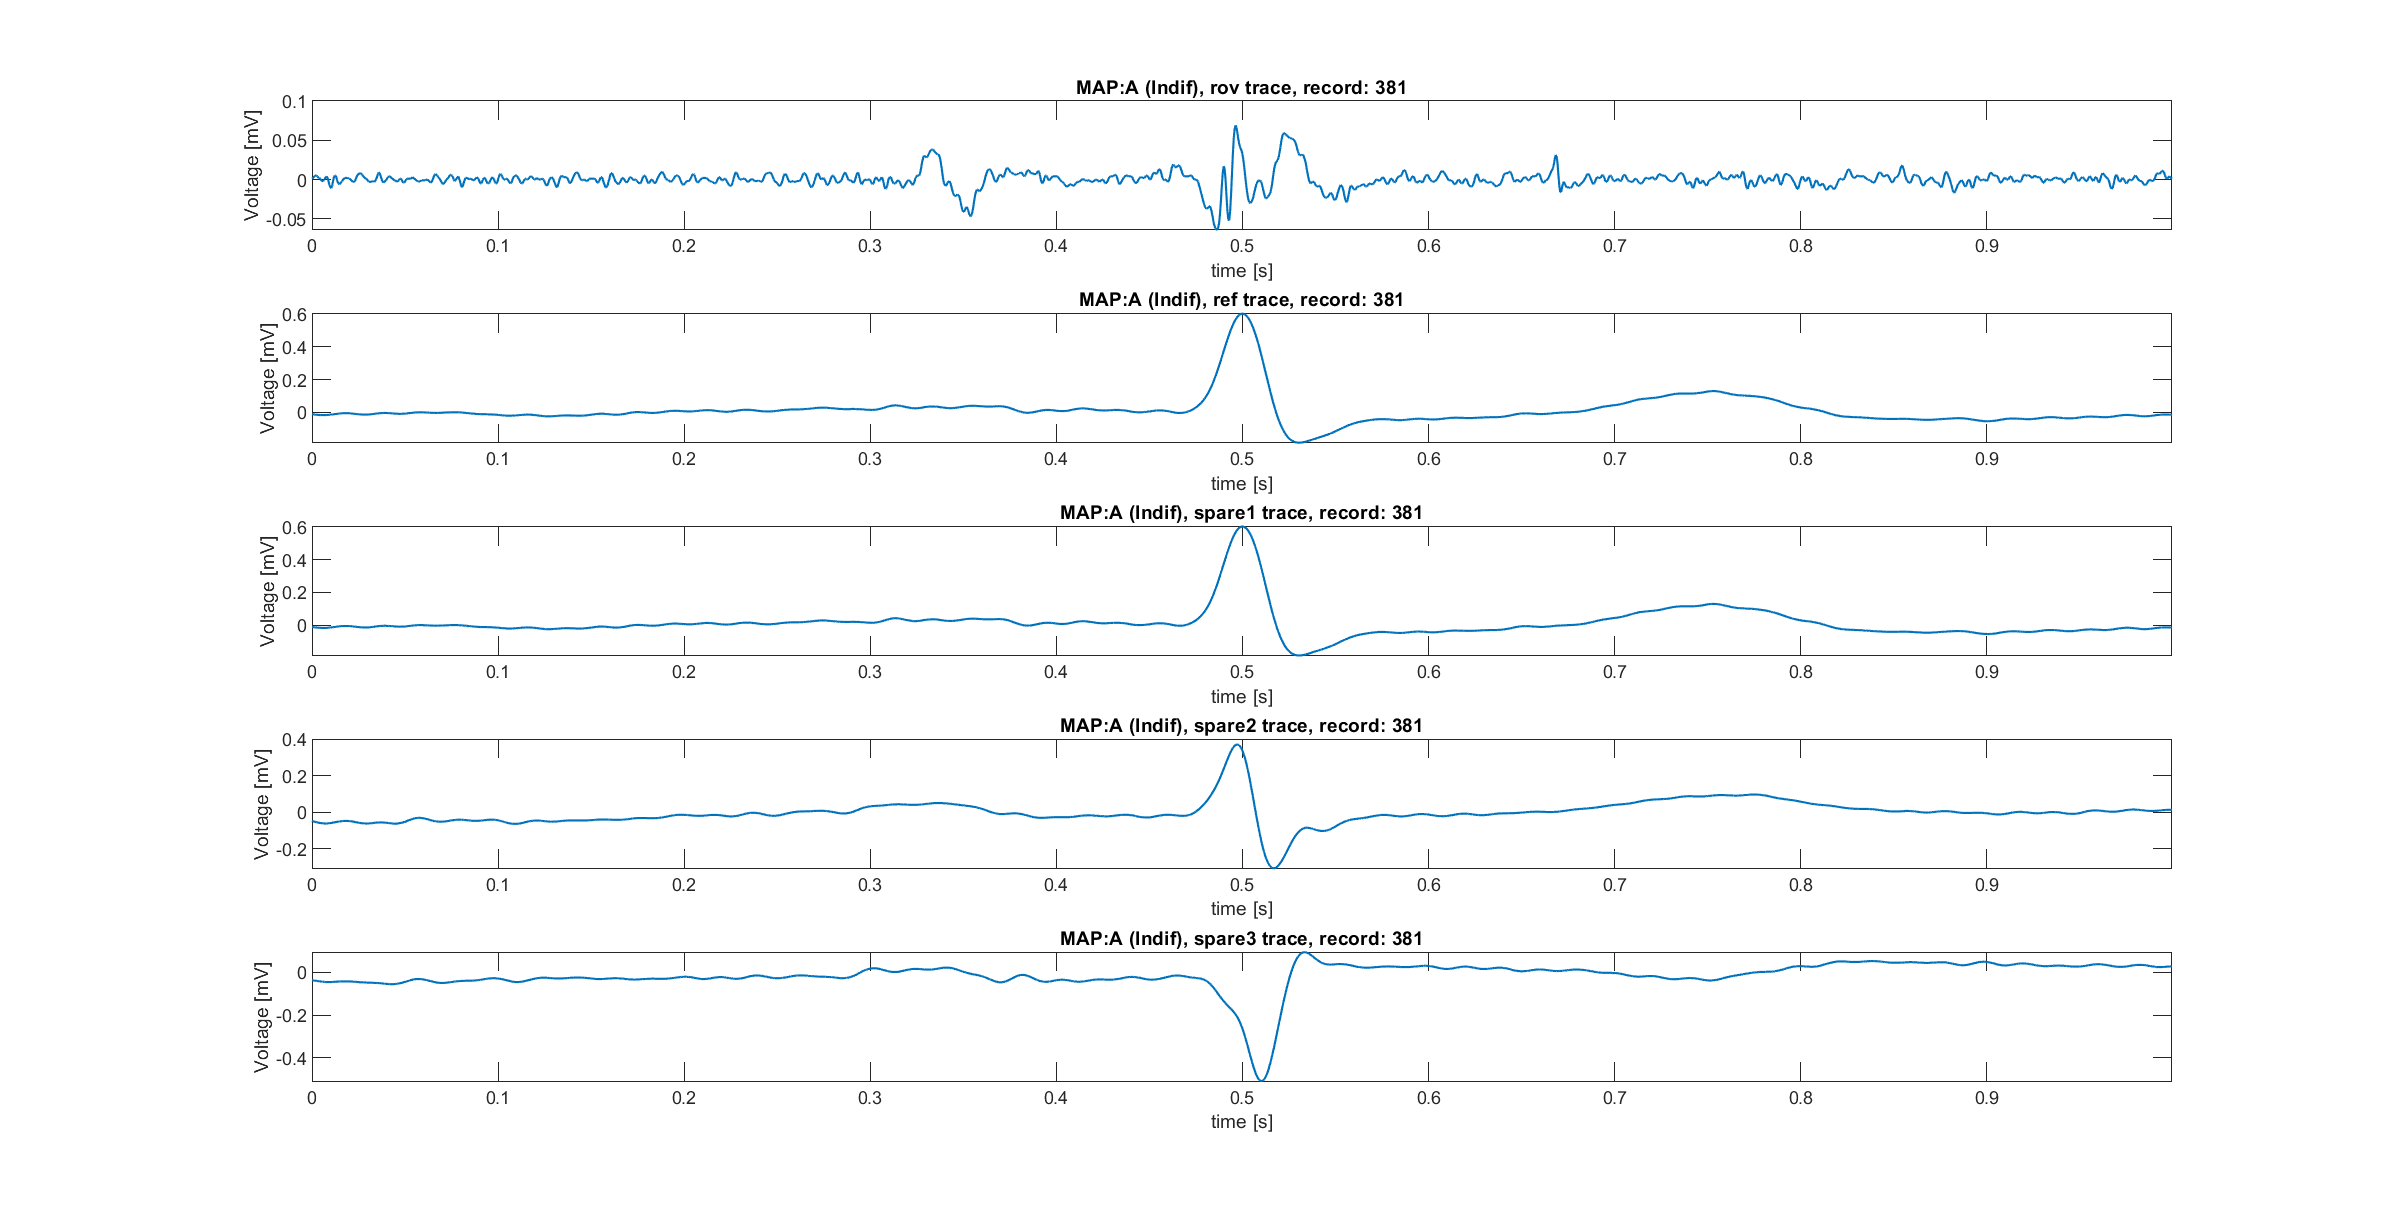 MAP:A (Indif), rov trace, record: 381
Voltage [mV]
0.1
0.05
0
-0.05
0 0.1 0.2 0.3 0.4 0.5 0.6 0.7 0.8 0.9
time [s]
MAP:A (Indif), ref trace, record: 381
Voltage [mV]
0.6
0.4
0.2
0
0 0.1 0.2 0.3 0.4 0.5 0.6 0.7 0.8 0.9
time [s]
MAP:A (Indif), spare1 trace, record: 381
Voltage [mV]
0.6
0.4
0.2
0
0 0.1 0.2 0.3 0.4 0.5 0.6 0.7 0.8 0.9
time [s]
MAP:A (Indif), spare2 trace, record: 381
Voltage [mV]
0.4
0.2
0
-0.2
0 0.1 0.2 0.3 0.4 0.5 0.6 0.7 0.8 0.9
time [s]
MAP:A (Indif), spare3 trace, record: 381
Voltage [mV]
0
-0.2
-0.4
0 0.1 0.2 0.3 0.4 0.5 0.6 0.7 0.8 0.9
time [s]